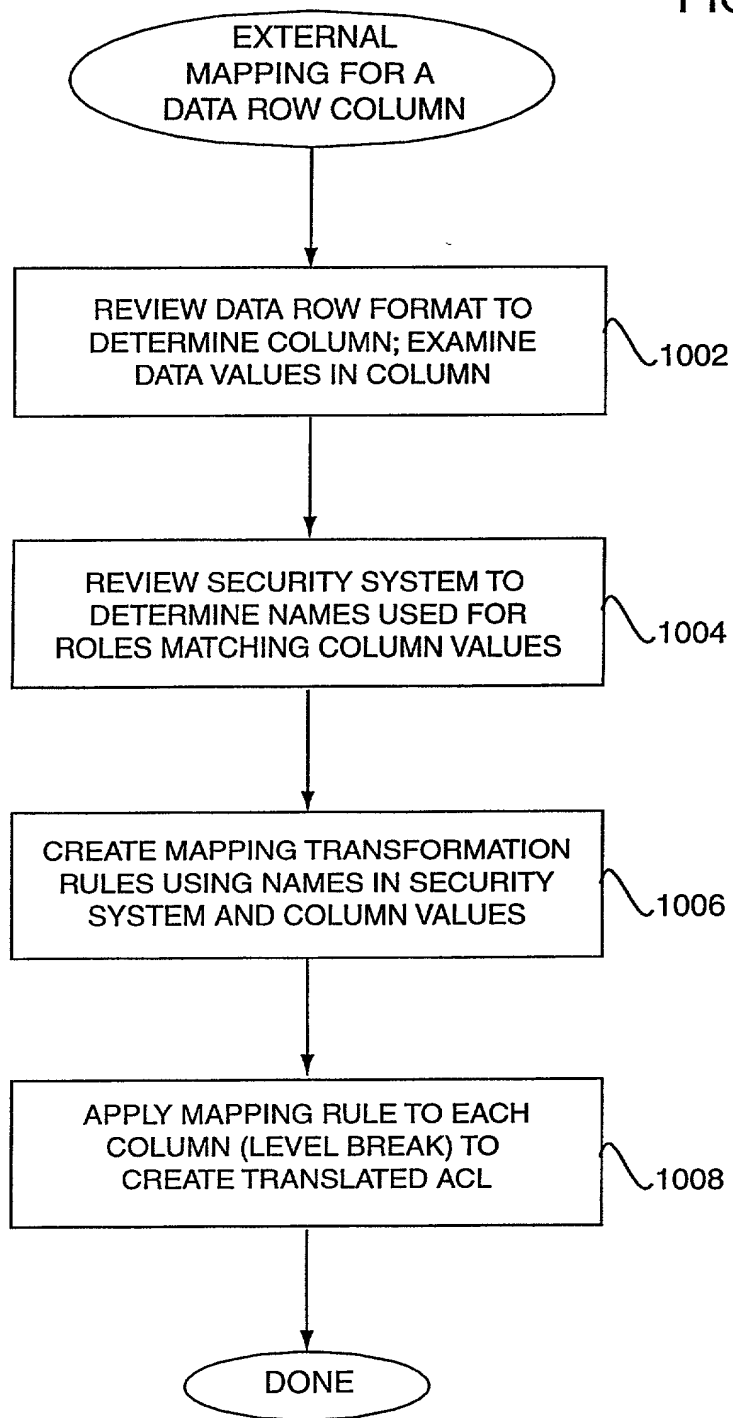 EXTERNAL
MAPPING FOR A
DATA ROW COLUMN
REVIEW DATA ROW FORMAT TO
DETERMINE COLUMN; EXAMINE
DATA VALUES IN COLUMN
1002
REVIEW SECURITY SYSTEM TO
DETERMINE NAMES USED FOR
ROLES MATCHING COLUMN VALUES
1004
CREATE MAPPING TRANSFORMATION
RULES USING NAMES IN SECURITY
SYSTEM AND COLUMN VALUES
1006
APPLY MAPPING RULE TO EACH
COLUMN (LEVEL BREAK) TO
CREATE TRANSLATED ACL
1008
DONE